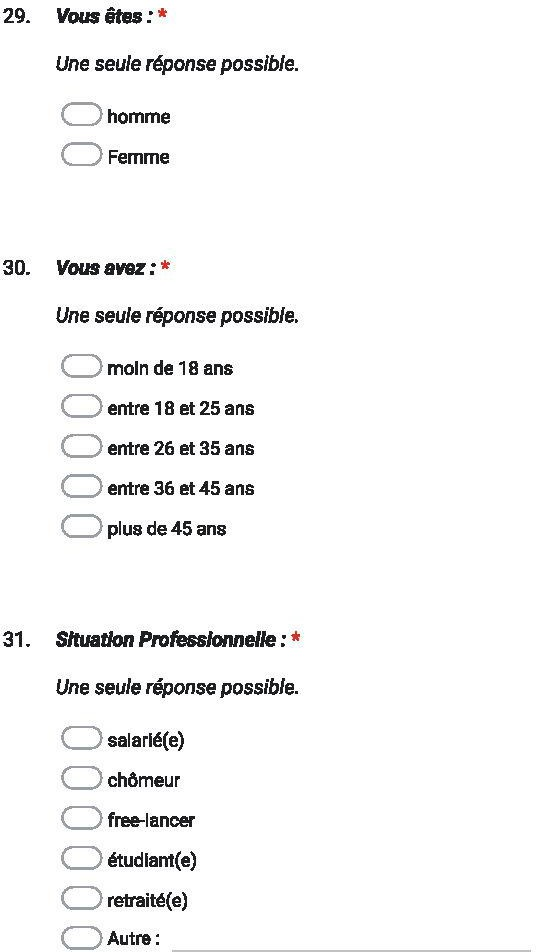 29. Vous êtes : *
Une seule réponse possible.
homme
Femme
30. Vous avez : *
Une seule réponse possible.
moin de 18 ans
entre 18 et 25 ans
entre 26 et 35 ans
entre 36 et 45 ans
plus de 45 ans
31. Situation Professionnelle : *
Une seule réponse possible.
salarié(e)
chômeur
free-lancer
étudiant(e)
retraité(e)
Autre :